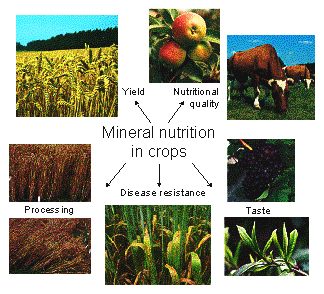 Yield
Nutritional
quality
Mineral nutrition
in crops
Disease resistance
Processing
Taste